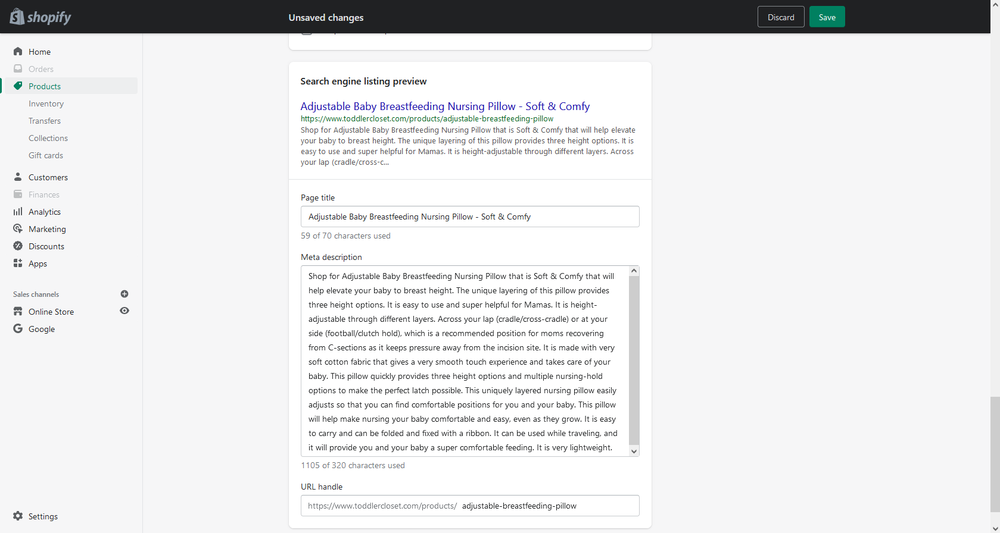 shopify
Unsaved changes
Discard
Save
Home
Orders
Products
Inventory
Transfers
Collections
Gift cards
Customers
Finances
Analytics
Marketing
Discounts
Apps
Sales channels
Online Store
Google
Settings
Search engine listing preview
Adjustable Baby Breastfeeding Nursing Pillow - Soft & Comfy
https://www.toddlercloset.com/products/adjustable-breastfeeding-pillow
Shop for Adjustable Baby Breastfeeding Nursing Pillow that is Soft & Comfy that will help elevate
your baby to breast height. The unique layering of this pillow provides three height options. It is
easy to use and super helpful for Mamas. It is height-adjustable through different layers. Across
your lap (cradle/cross-c...
Page title
Adjustable Baby Breastfeeding Nursing Pillow - Soft & Comfy
59 of 70 characters used
Meta description
Shop for Adjustable Baby Breastfeeding Nursing Pillow that is Soft & Comfy that will
help elevate your baby to breast height. The unique layering of this pillow provides
three height options. It is easy to use and super helpful for Mamas. It is height-
adjustable through different layers. Across your lap (cradle/cross-cradle) or at your
side (football/clutch hold), which is a recommended position for moms recovering
from C-sections as it keeps pressure away from the incision site. It is made with very
soft cotton fabric that gives a very smooth touch experience and takes care of your
baby. This pillow quickly provides three height options and multiple nursing-hold
options to make the perfect latch possible. This uniquely layered nursing pillow easily
adjusts so that you can find comfortable positions for you and your baby. This pillow
will help make nursing your baby comfortable and easy, even as they grow. It is easy
to carry and can be folded and fixed with a ribbon. It can be used while traveling, and
it will provide you and your baby a super comfortable feeding. It is very lightweight.
1105 of 320 characters used
URL handle
https://www.toddlercloset.com/products/ adjustable-breastfeeding-pillow